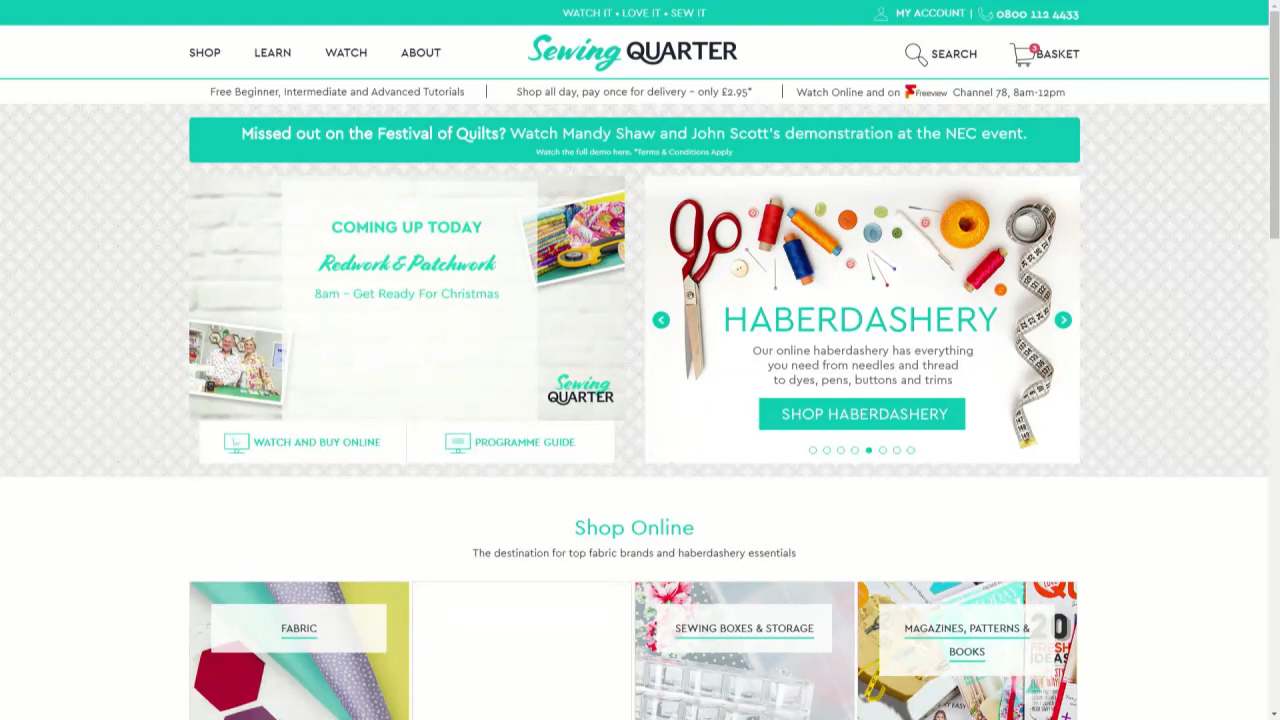 WATCH IT • LOVE IT • SEW IT
MY ACCOUNT | 0800 112 4433
SHOP LEARN WATCH ABOUT
Sewing QUARTER
SEARCH
3
BASKET
Free Beginner, Intermediate and Advanced Tutorials
Shop all day, pay once for delivery – only £2.95*
Watch Online and on Freeview Channel 78, 8am-12pm
Missed out on the Festival of Quilts? Watch Mandy Shaw and John Scott's demonstration at the NEC event.
Watch the full demo here. *Terms & Conditions Apply
COMING UP TODAY
Redwork & Patchwork
8am – Get Ready For Christmas
Sewing
QUARTER
WATCH AND BUY ONLINE
PROGRAMME GUIDE
HABERDASHERY
Our online haberdashery has everything
you need from needles and thread
to dyes, pens, buttons and trims
SHOP HABERDASHERY
Shop Online
The destination for top fabric brands and haberdashery essentials
FABRIC
SEWING BOXES & STORAGE
MAGAZINES, PATTERNS &
BOOKS